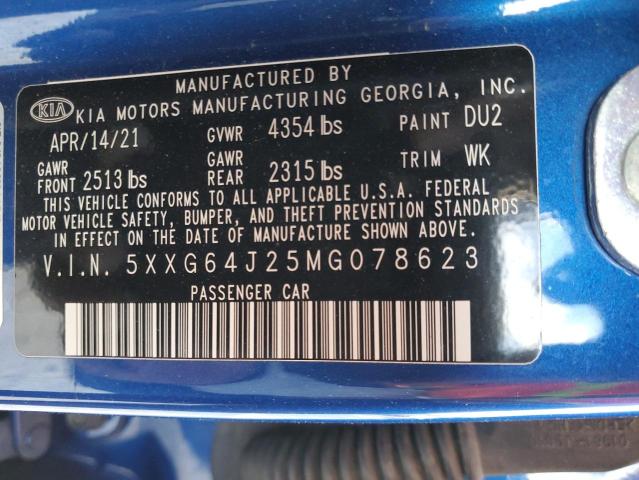 MANUFACTURED BY
KIA KIA MOTORS MANUFACTURING GEORGIA, INC.
APR/14/21 GVWR 4354 lbs PAINT DU2
GAWR FRONT 2513 lbs GAWR REAR 2315 lbs TRIM WK
THIS VEHICLE CONFORMS TO ALL APPLICABLE U.S.A. FEDERAL
MOTOR VEHICLE SAFETY, BUMPER, AND THEFT PREVENTION STANDARDS
IN EFFECT ON THE DATE OF MANUFACTURE SHOWN ABOVE.
V.I.N. 5XXG64J25MG078623
PASSENGER CAR